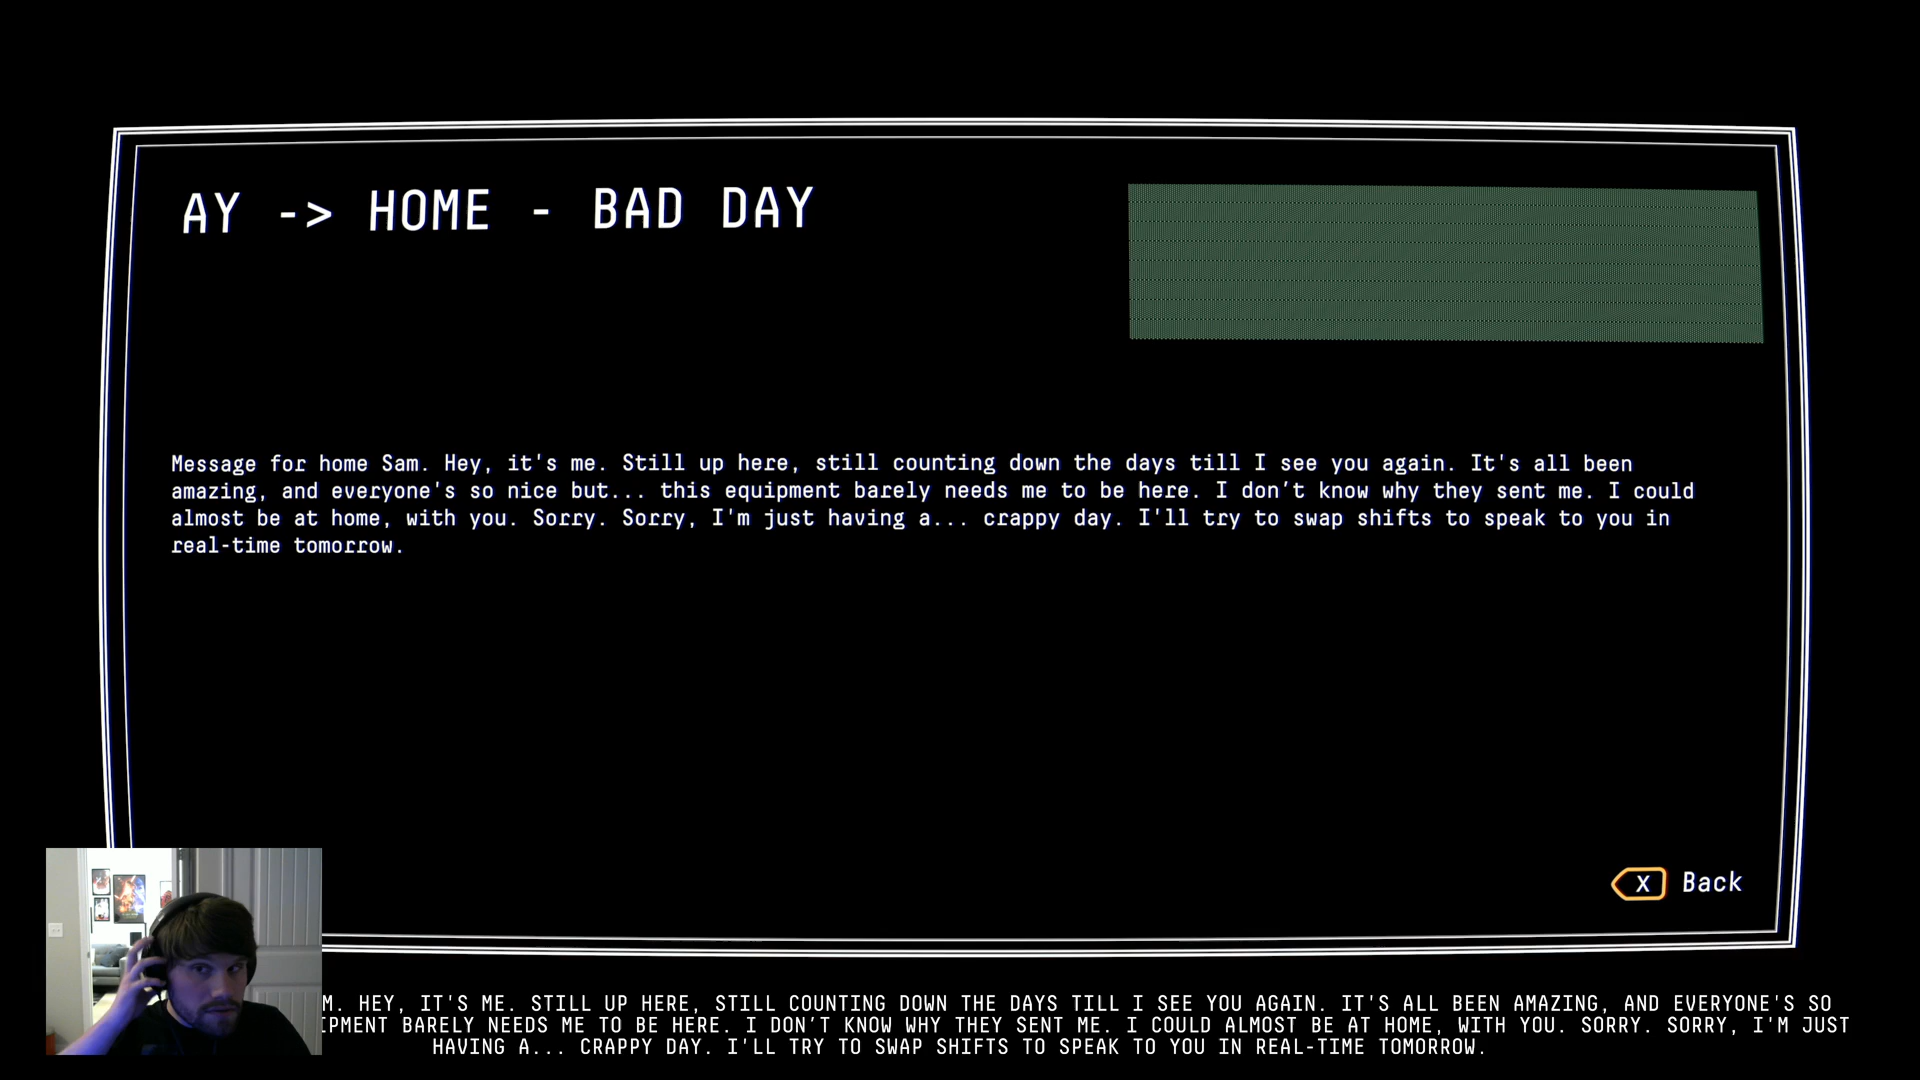 AY -> HOME - BAD DAY
Message for home Sam. Hey, it's me. Still up here, still counting down the days till I see you again. It's all been
amazing, and everyone's so nice but... this equipment barely needs me to be here. I don't know why they sent me. I could
almost be at home, with you. Sorry. Sorry, I'm just having a... crappy day. I'll try to swap shifts to speak to you in
real-time tomorrow.
X Back
M. HEY, IT'S ME. STILL UP HERE, STILL COUNTING DOWN THE DAYS TILL I SEE YOU AGAIN. IT'S ALL BEEN AMAZING, AND EVERYONE'S SO
IPMENT BARELY NEEDS ME TO BE HERE. I DON'T KNOW WHY THEY SENT ME. I COULD ALMOST BE AT HOME, WITH YOU. SORRY. SORRY, I'M JUST
HAVING A... CRAPPY DAY. I'LL TRY TO SWAP SHIFTS TO SPEAK TO YOU IN REAL-TIME TOMORROW.